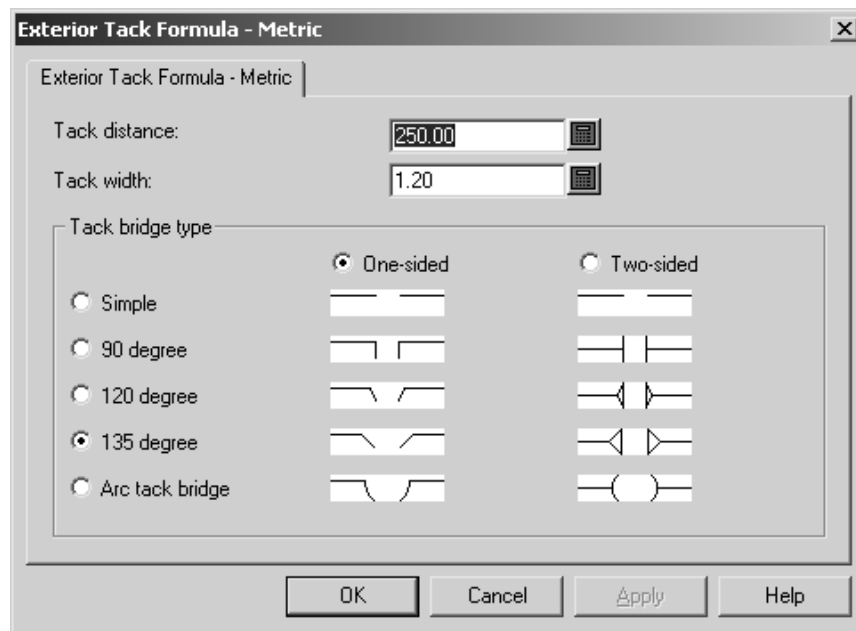 Exterior Tack Formula - Metric
Exterior Tack Formula - Metric
Tack distance: 250.00
Tack width: 1.20
Tack bridge type
One-sided Two-sided
Simple
90 degree
120 degree
135 degree
Arc tack bridge
OK Cancel Apply Help